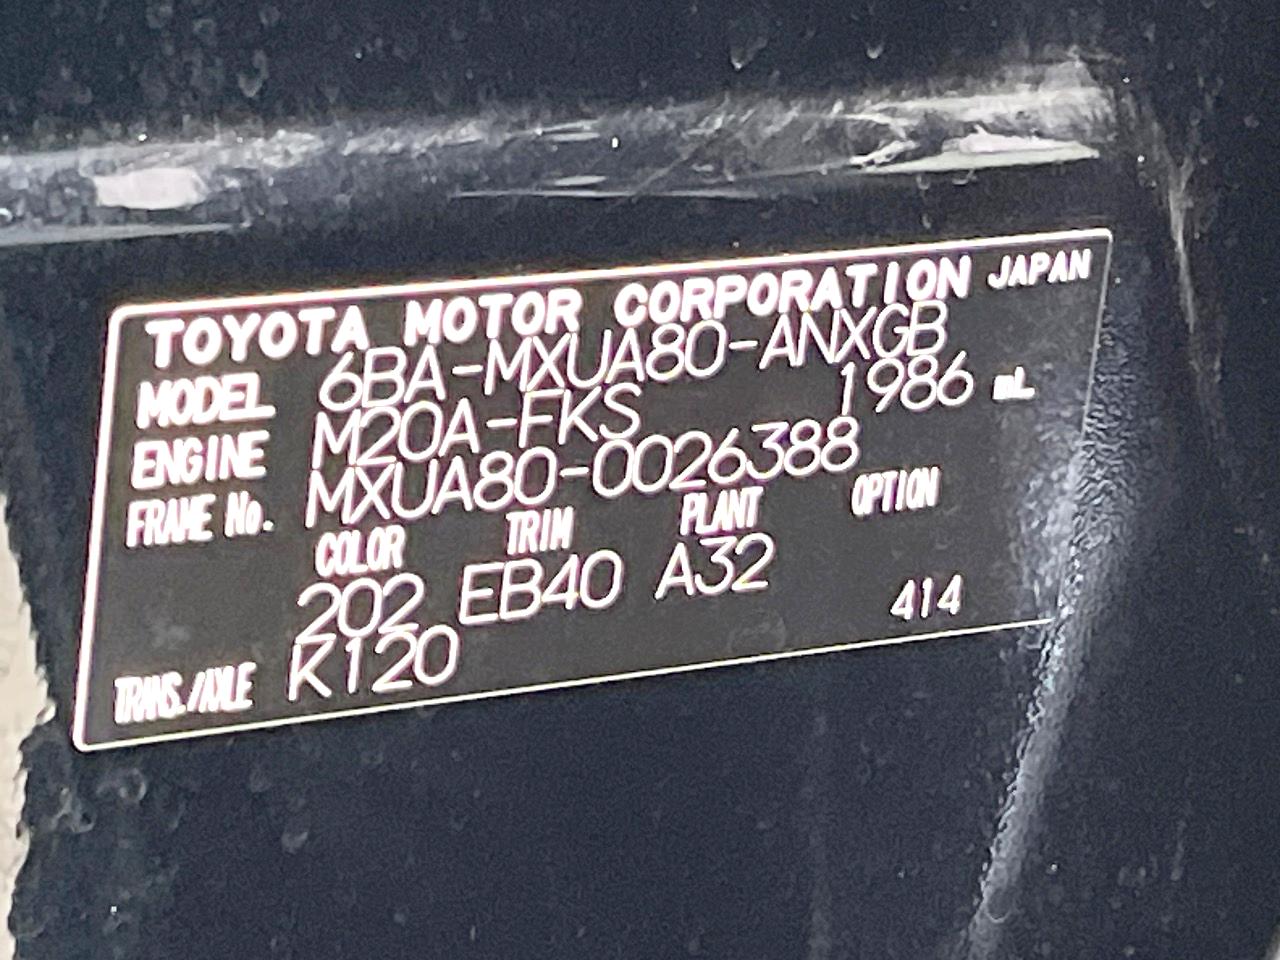 TOYOTA MOTOR CORPORATION JAPAN
MODEL 6BA-MXUA80-ANXGB
ENGINE M20A-FKS 1986 mL
FRAME No. MXUA80-0026388
COLOR TRIM PLANT OPTION
202 EB40 A32
TRANS./AXLE K120 414